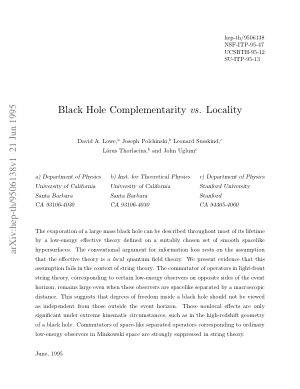 hep-th/9506138
NSF-ITP-95-47
UCSBTH-95-12
SU-ITP-95-13
Black Hole Complementarity vs. Locality
David A. Lowe,a Joseph Polchinski,b Leonard Susskind,c
Lárus Thorlacius,b and John Uglumc
a) Department of Physics
University of California
Santa Barbara
CA 93106-4030
b) Inst. for Theoretical Physics
University of California
Santa Barbara
CA 93106-4030
c) Department of Physics
Stanford University
Stanford
CA 94305-4060
The evaporation of a large mass black hole can be described throughout most of its lifetime
by a low-energy effective theory defined on a suitably chosen set of smooth spacelike
hypersurfaces. The conventional argument for information loss rests on the assumption
that the effective theory is a local quantum field theory. We present evidence that this
assumption fails in the context of string theory. The commutator of operators in light-front
string theory, corresponding to certain low-energy observers on opposite sides of the event
horizon, remains large even when these observers are spacelike separated by a macroscopic
distance. This suggests that degrees of freedom inside a black hole should not be viewed
as independent from those outside the event horizon. These nonlocal effects are only
significant under extreme kinematic circumstances, such as in the high-redshift geometry
of a black hole. Commutators of space-like separated operators corresponding to ordinary
low-energy observers in Minkowski space are strongly suppressed in string theory.
June, 1995
arXiv:hep-th/9506138v1 21 Jun 1995